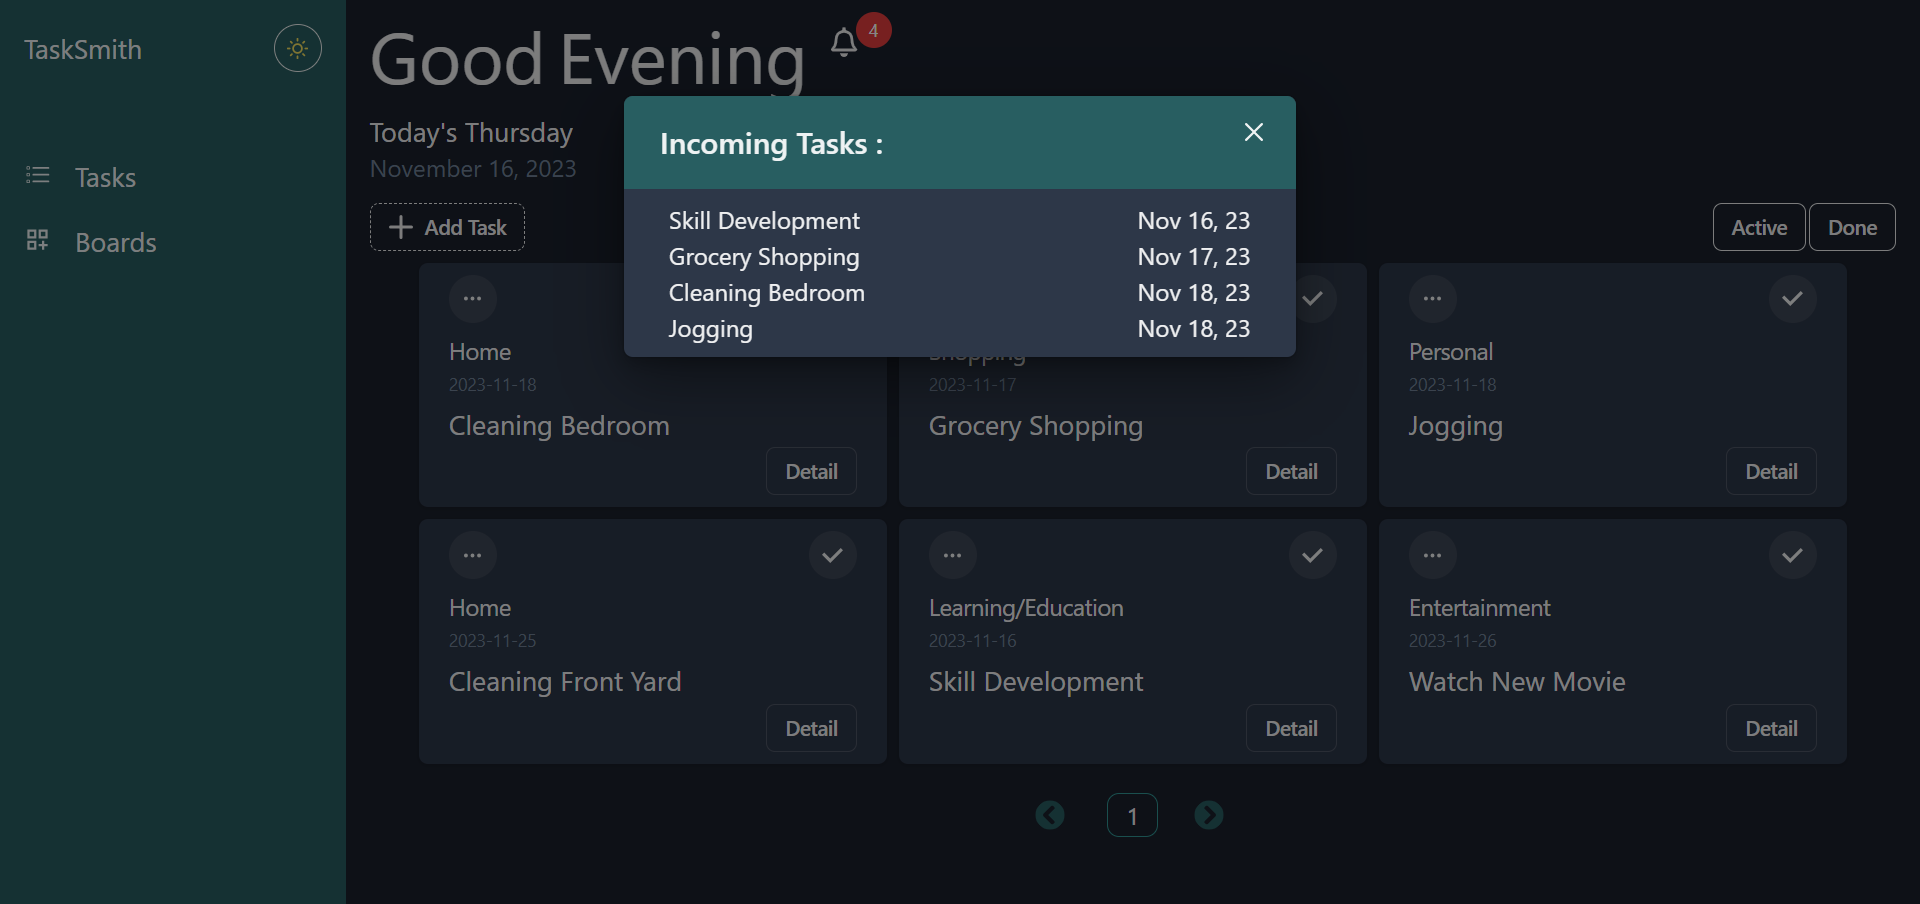 TaskSmith
Tasks
Boards
Good Evening
4
Today's Thursday
November 16, 2023
Add Task
Active
Done
Incoming Tasks :
Skill Development Nov 16, 23
Grocery Shopping Nov 17, 23
Cleaning Bedroom Nov 18, 23
Jogging Nov 18, 23
Home
2023-11-18
Cleaning Bedroom
Detail
Shopping
2023-11-17
Grocery Shopping
Detail
Personal
2023-11-18
Jogging
Detail
Home
2023-11-25
Cleaning Front Yard
Detail
Learning/Education
2023-11-16
Skill Development
Detail
Entertainment
2023-11-26
Watch New Movie
Detail
1